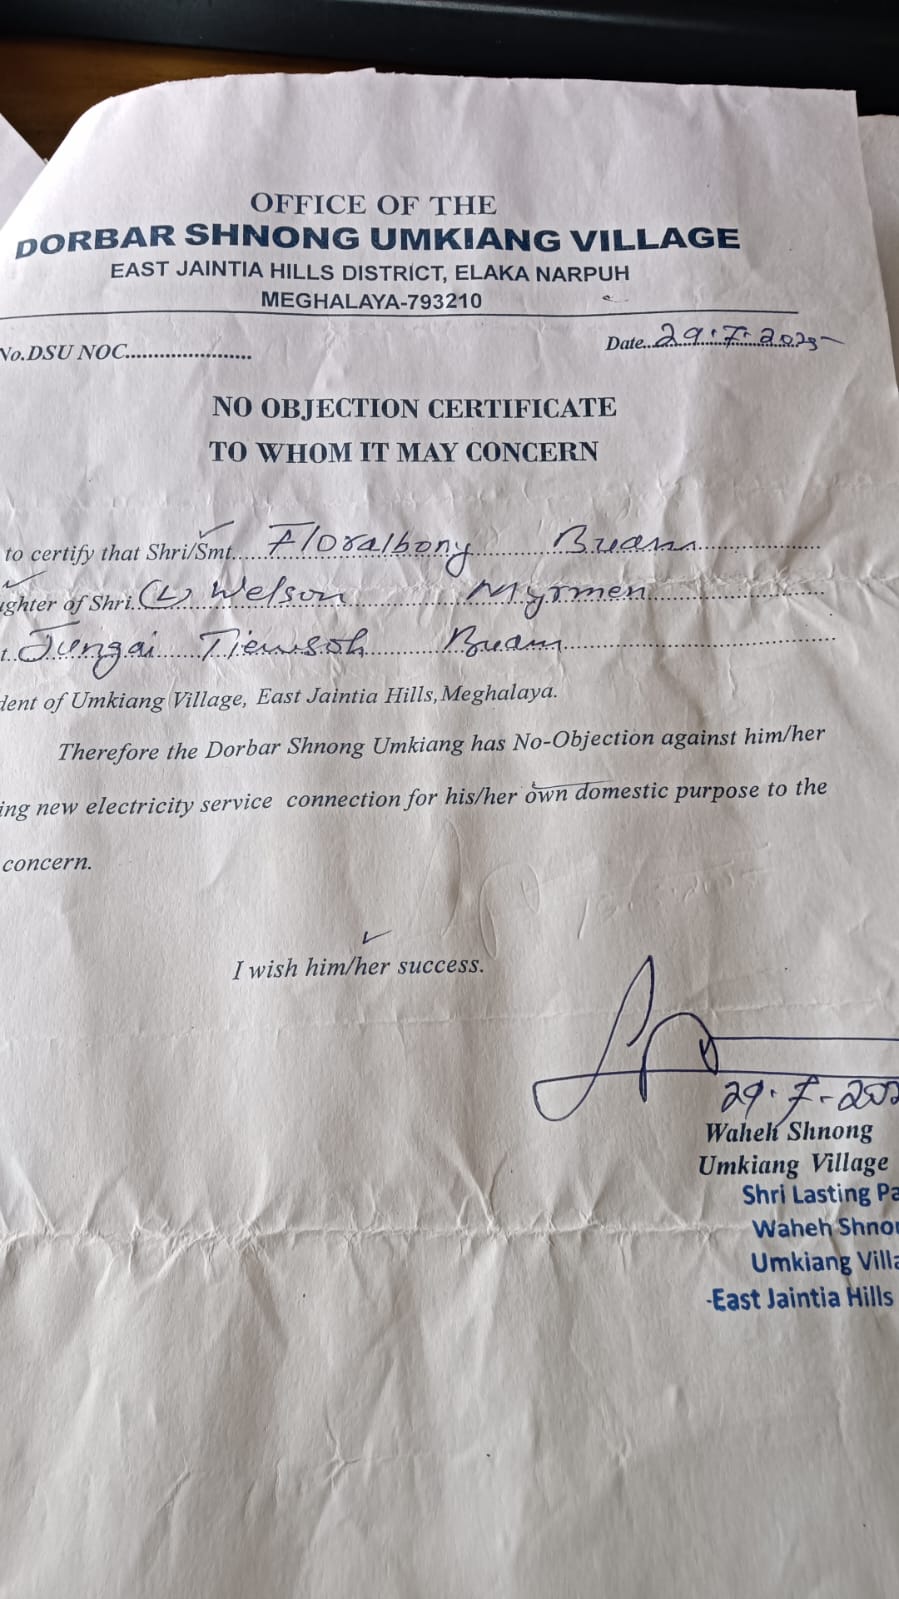 OFFICE OF THE
DORBAR SHNONG UMKIANG VILLAGE
EAST JAINTIA HILLS DISTRICT, ELAKA NARPUH
MEGHALAYA-793210
No.DSU NOC......................
Date..29.7.2025
NO OBJECTION CERTIFICATE
TO WHOM IT MAY CONCERN
to certify that Shri/Smt. Floralbony Buam
ughter of Shri. (L) Welson Myrmen
t. Jungai Tiewsoh Buam
dent of Umkiang Village, East Jaintia Hills, Meghalaya.
Therefore the Dorbar Shnong Umkiang has No-Objection against him/her
ing new electricity service connection for his/her own domestic purpose to the
concern.
I wish him/her success.
29.7-202
Waheh Shnong
Umkiang Village
Shri Lasting Pa
Waheh Shnon
Umkiang Villa
-East Jaintia Hills